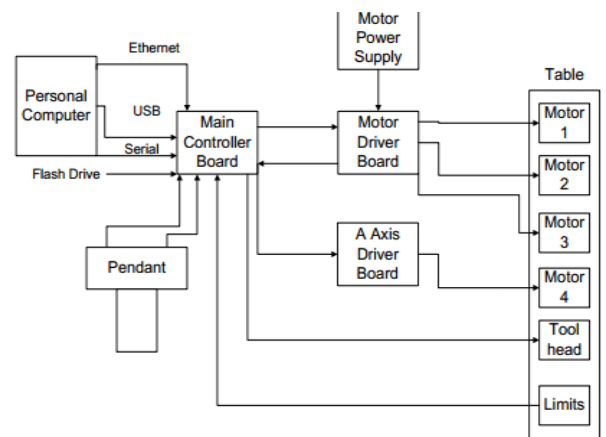 Motor
Power
Supply
Ethernet
Table
Personal
Computer
USB
Main
Controller
Board
Motor
Driver
Board
Motor
1
Serial
Flash Drive
Motor
2
Motor
3
A Axis
Driver
Board
Pendant
Motor
4
Tool
head
Limits